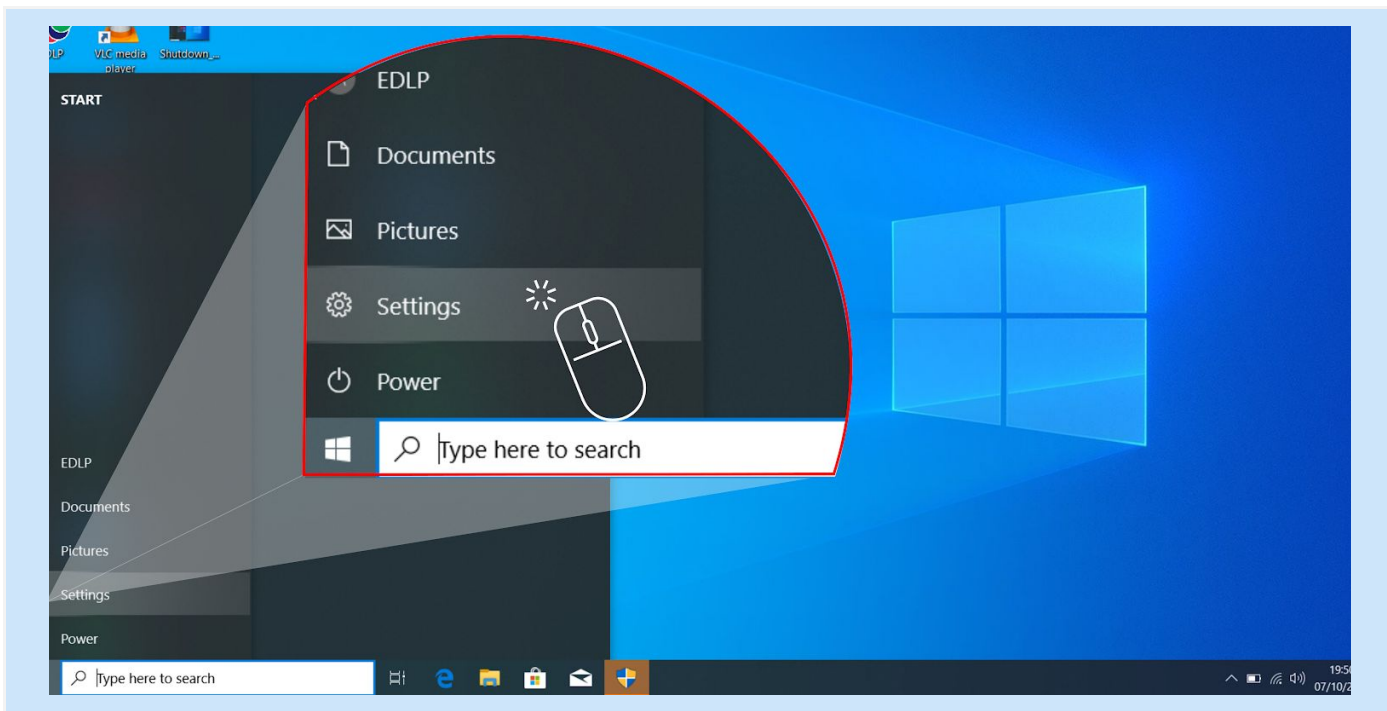 VLC media
player
Shutdown_...
START
EDLP
Documents
Pictures
Settings
Power
Type here to search
EDLP
Documents
Pictures
Settings
Power
Type here to search
19:50
07/10/2